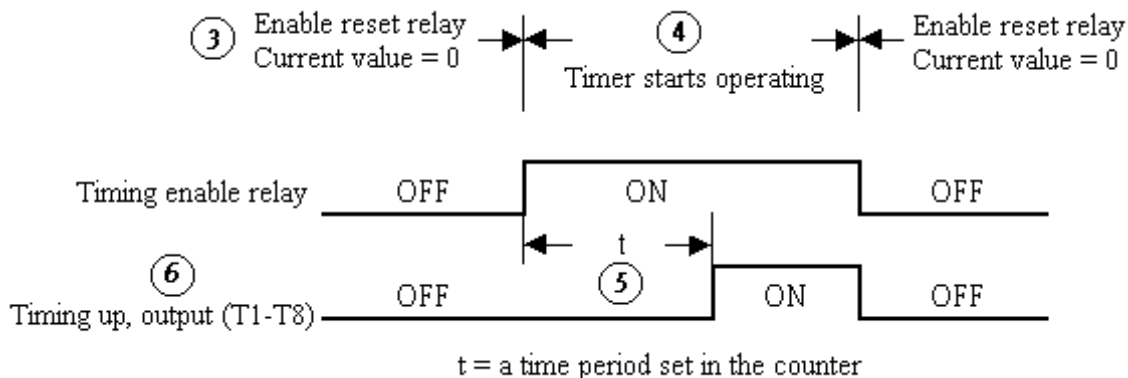 3 Enable reset relay
Current value = 0
4
Timer starts operating
Enable reset relay
Current value = 0
Timing enable relay OFF ON OFF
t
5
6
Timing up, output (T1-T8) OFF ON OFF
t = a time period set in the counter